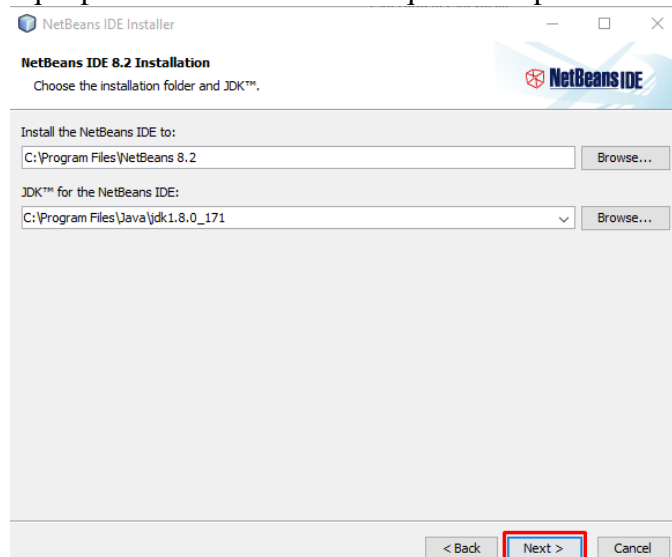 NetBeans IDE Installer
NetBeans IDE 8.2 Installation
Choose the installation folder and JDK™.
NetBeans IDE
Install the NetBeans IDE to:
C:\Program Files\NetBeans 8.2
Browse...
JDK™ for the NetBeans IDE:
C:\Program Files\Java\jdk1.8.0_171
Browse...
< Back Next > Cancel